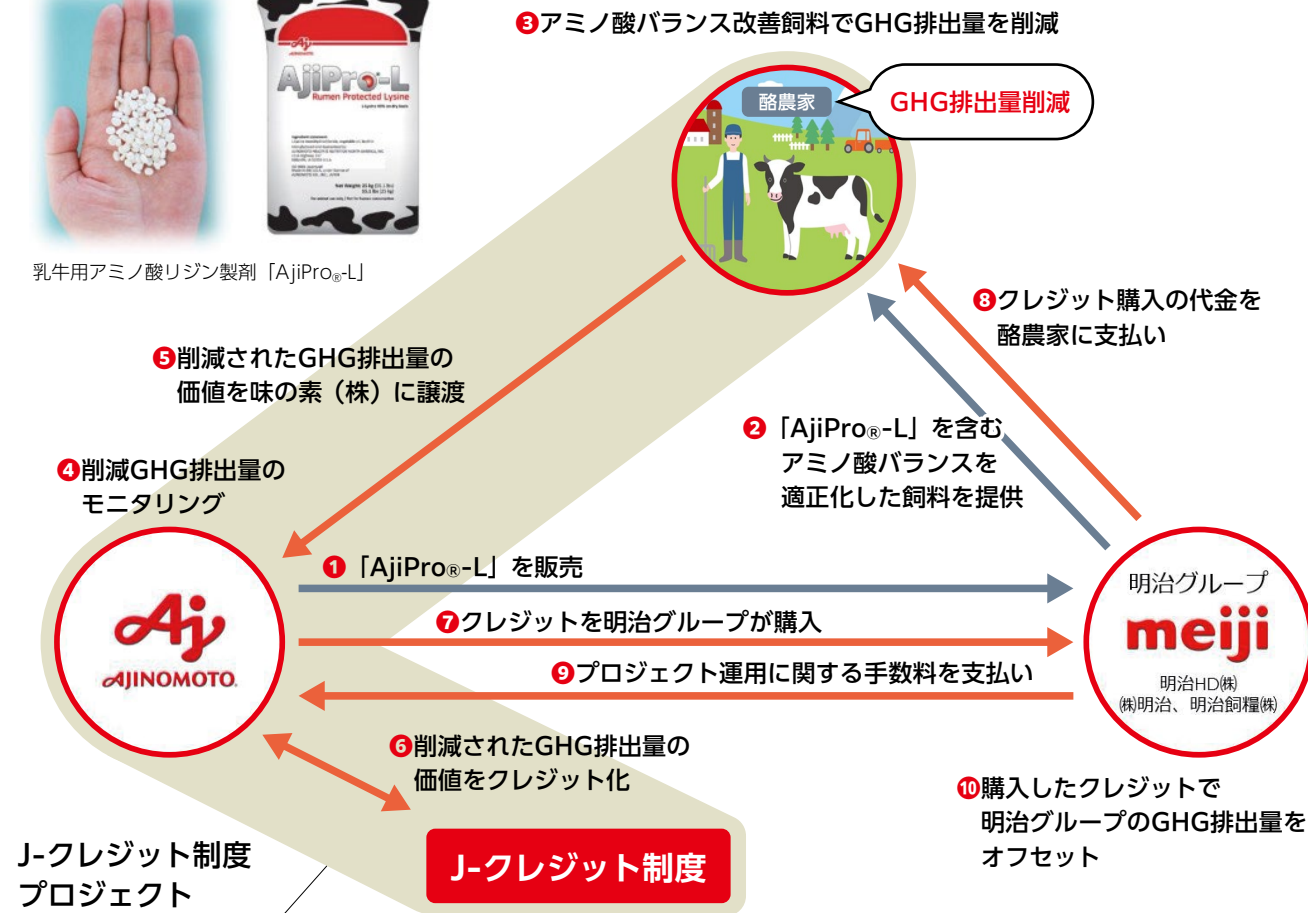 ❸アミノ酸バランス改善飼料でGHG排出量を削減
Aj
AJINOMOTO
AjiPro®-L
Rumen Protected Lysine
酪農家
GHG排出量削減
乳牛用アミノ酸リジン製剤「AjiPro®-L」
❽クレジット購入の代金を
酪農家に支払い
❺削減されたGHG排出量の
価値を味の素（株）に譲渡
❷「AjiPro®-L」を含む
アミノ酸バランスを
適正化した飼料を提供
❹削減GHG排出量の
モニタリング
❶「AjiPro®-L」を販売
❼クレジットを明治グループが購入
❾プロジェクト運用に関する手数料を支払い
Aj
AJINOMOTO.
明治グループ
meiji
明治HD㈱
㈱明治、明治飼糧㈱
❻削減されたGHG排出量の
価値をクレジット化
❿購入したクレジットで
明治グループのGHG排出量を
オフセット
J-クレジット制度
プロジェクト
J-クレジット制度